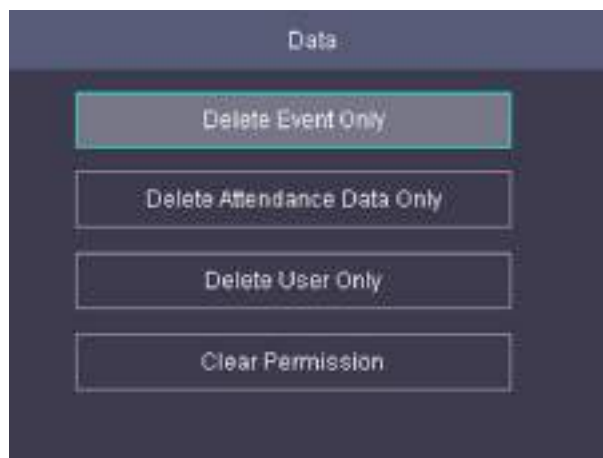 Data
Delete Event Only
Delete Attendance Data Only
Delete User Only
Clear Permission